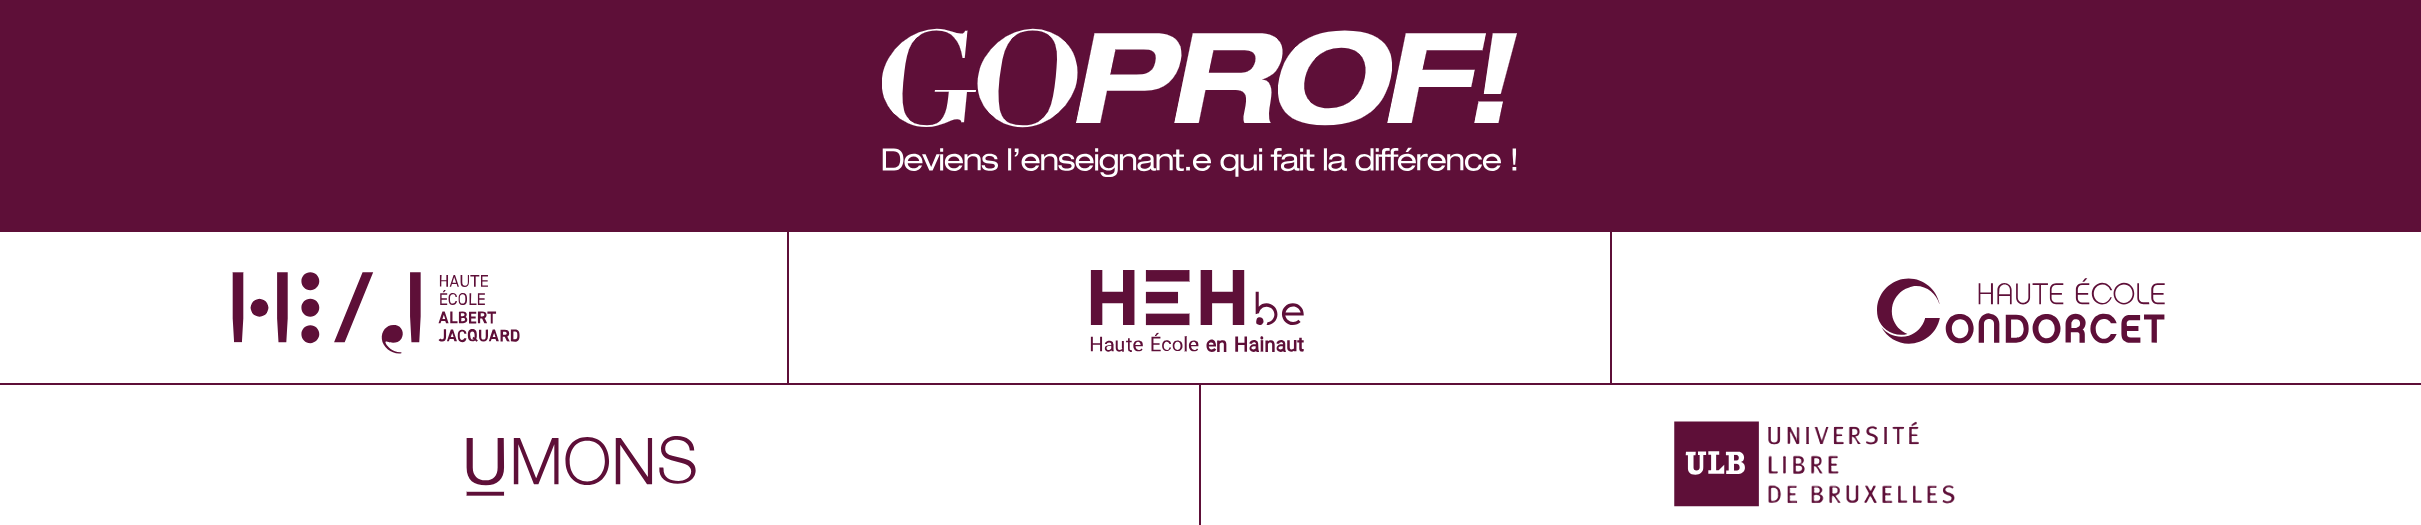 GOPROF!
Deviens l'enseignant.e qui fait la différence !
HE/J
HAUTE
ÉCOLE
ALBERT
JACQUARD
HEH.be
Haute École en Hainaut
HAUTE ÉCOLE
CONDORCET
UMONS
ULB
UNIVERSITÉ
LIBRE
DE BRUXELLES